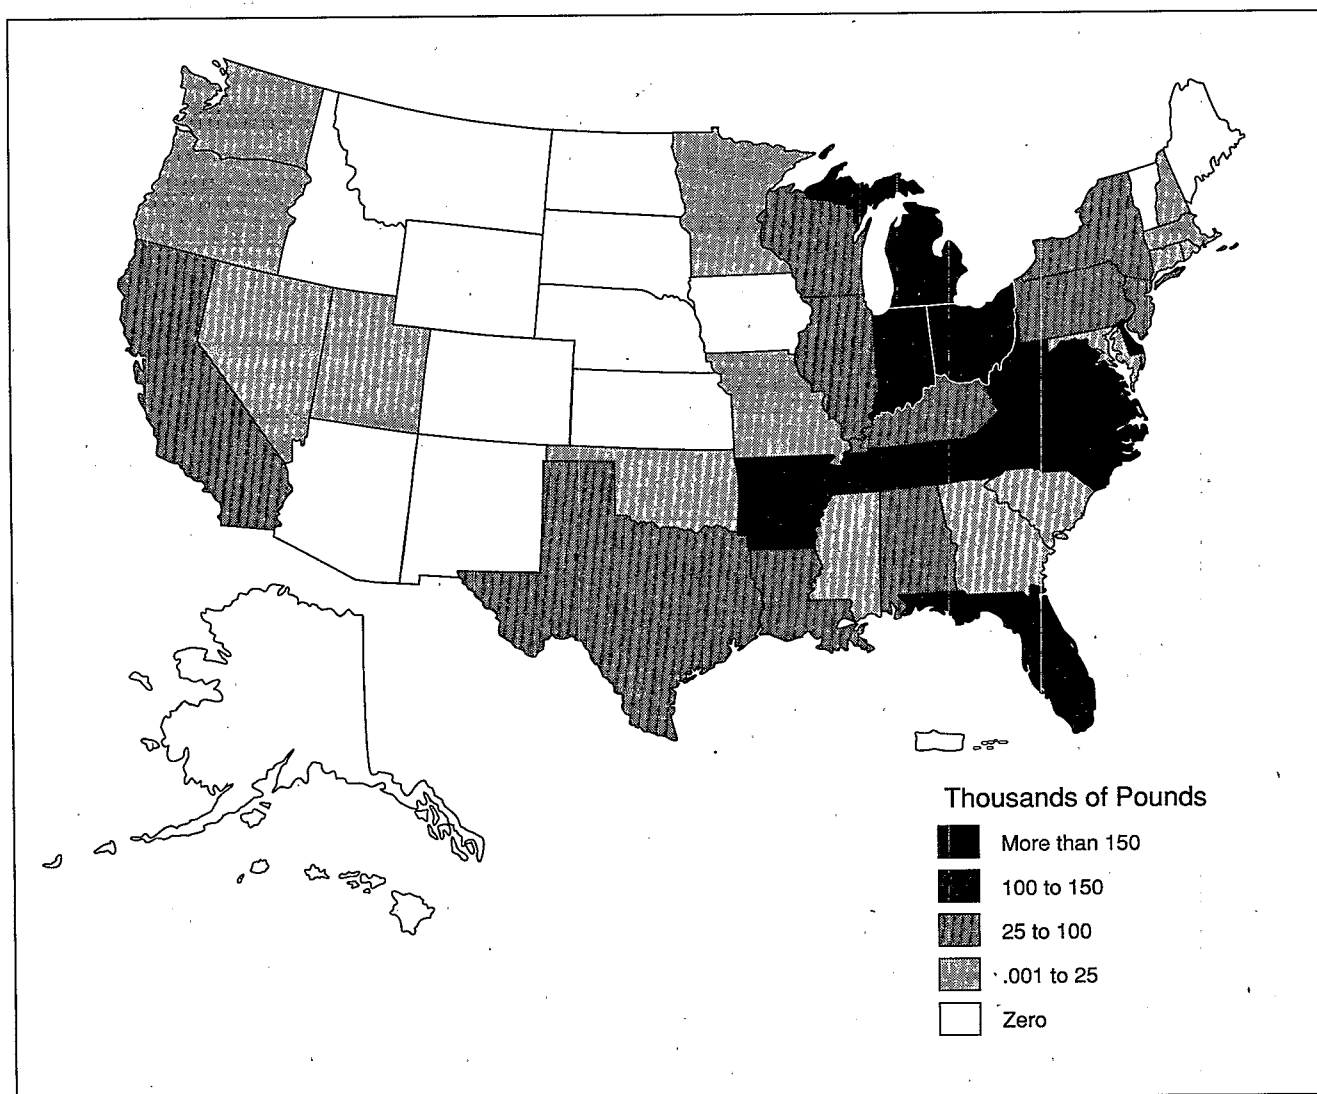 Thousands of Pounds
More than 150
100 to 150
25 to 100
.001 to 25
Zero